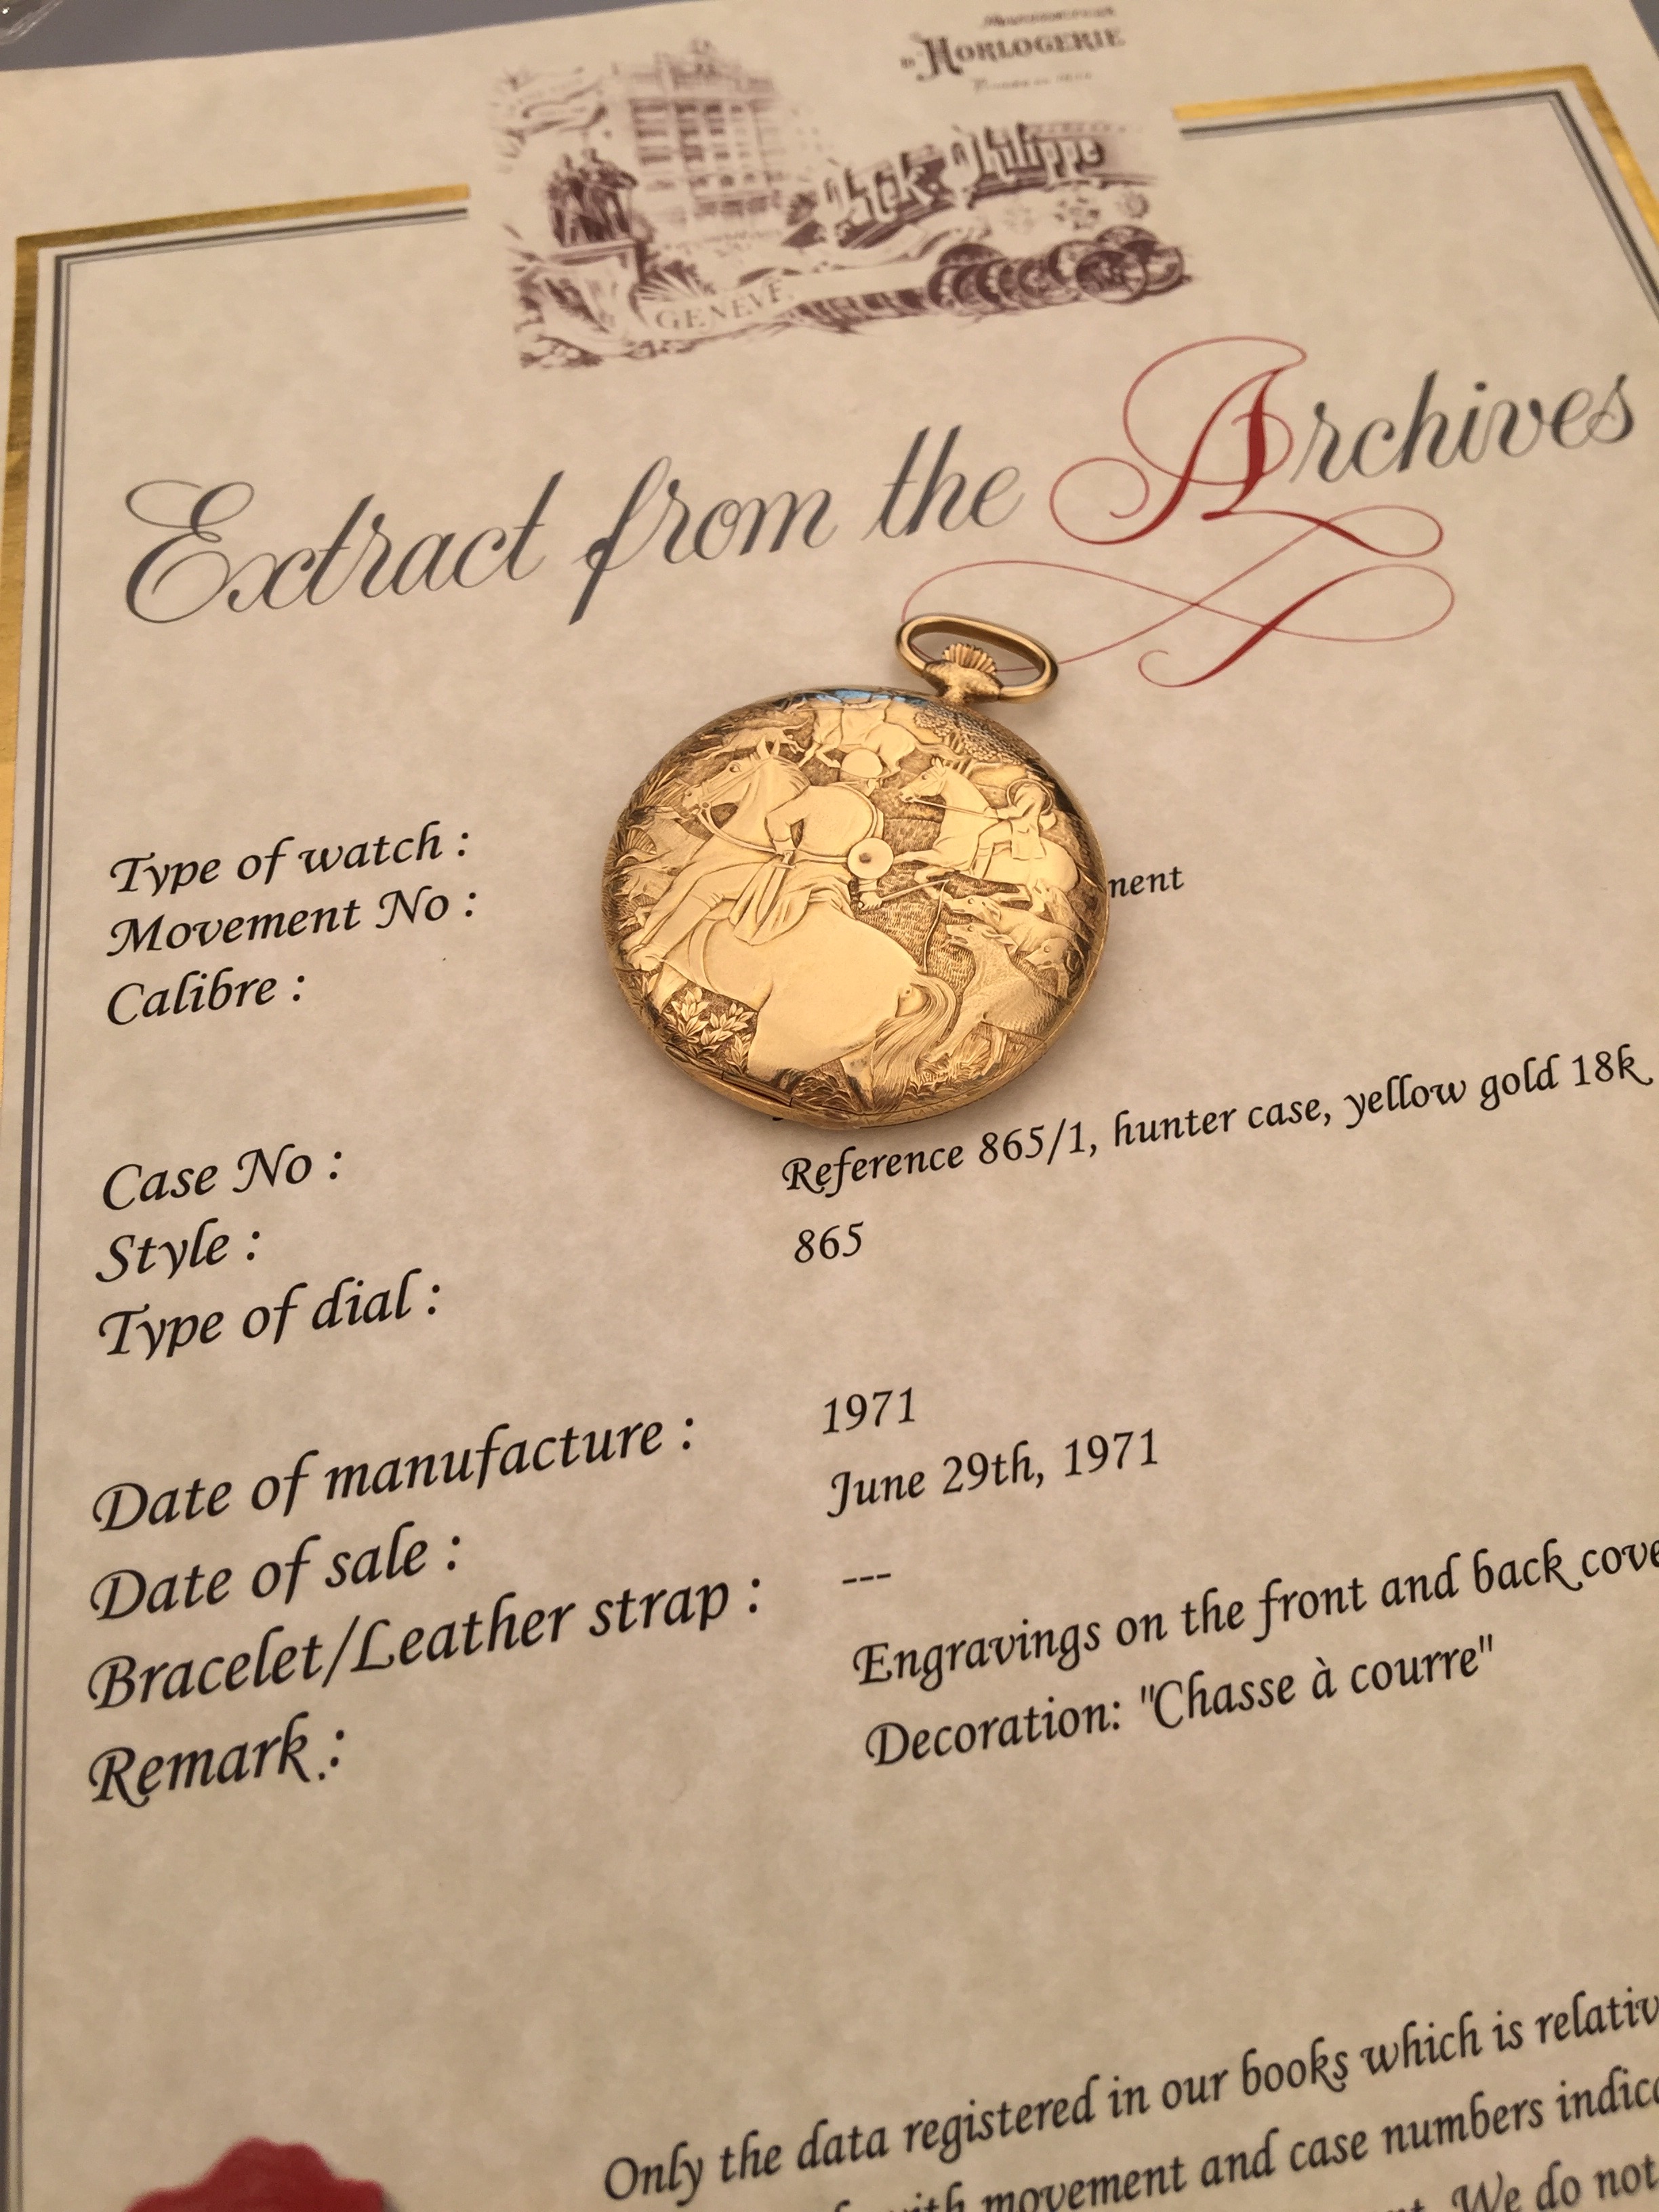 D'HORLOGERIE
Philippe
GENEVE
Extract from the Archives
Type of watch :
Movement No :
nent
Calibre :
Case No :
Reference 865/1, hunter case, yellow gold 18k
Style :
865
Type of dial :
Date of manufacture :
1971
Date of sale :
June 29th, 1971
Bracelet/Leather strap :
---
Remark :
Engravings on the front and back cove
Decoration: "Chasse à courre"
Only the data registered in our books which is relativ
with movement and case numbers indica
We do not